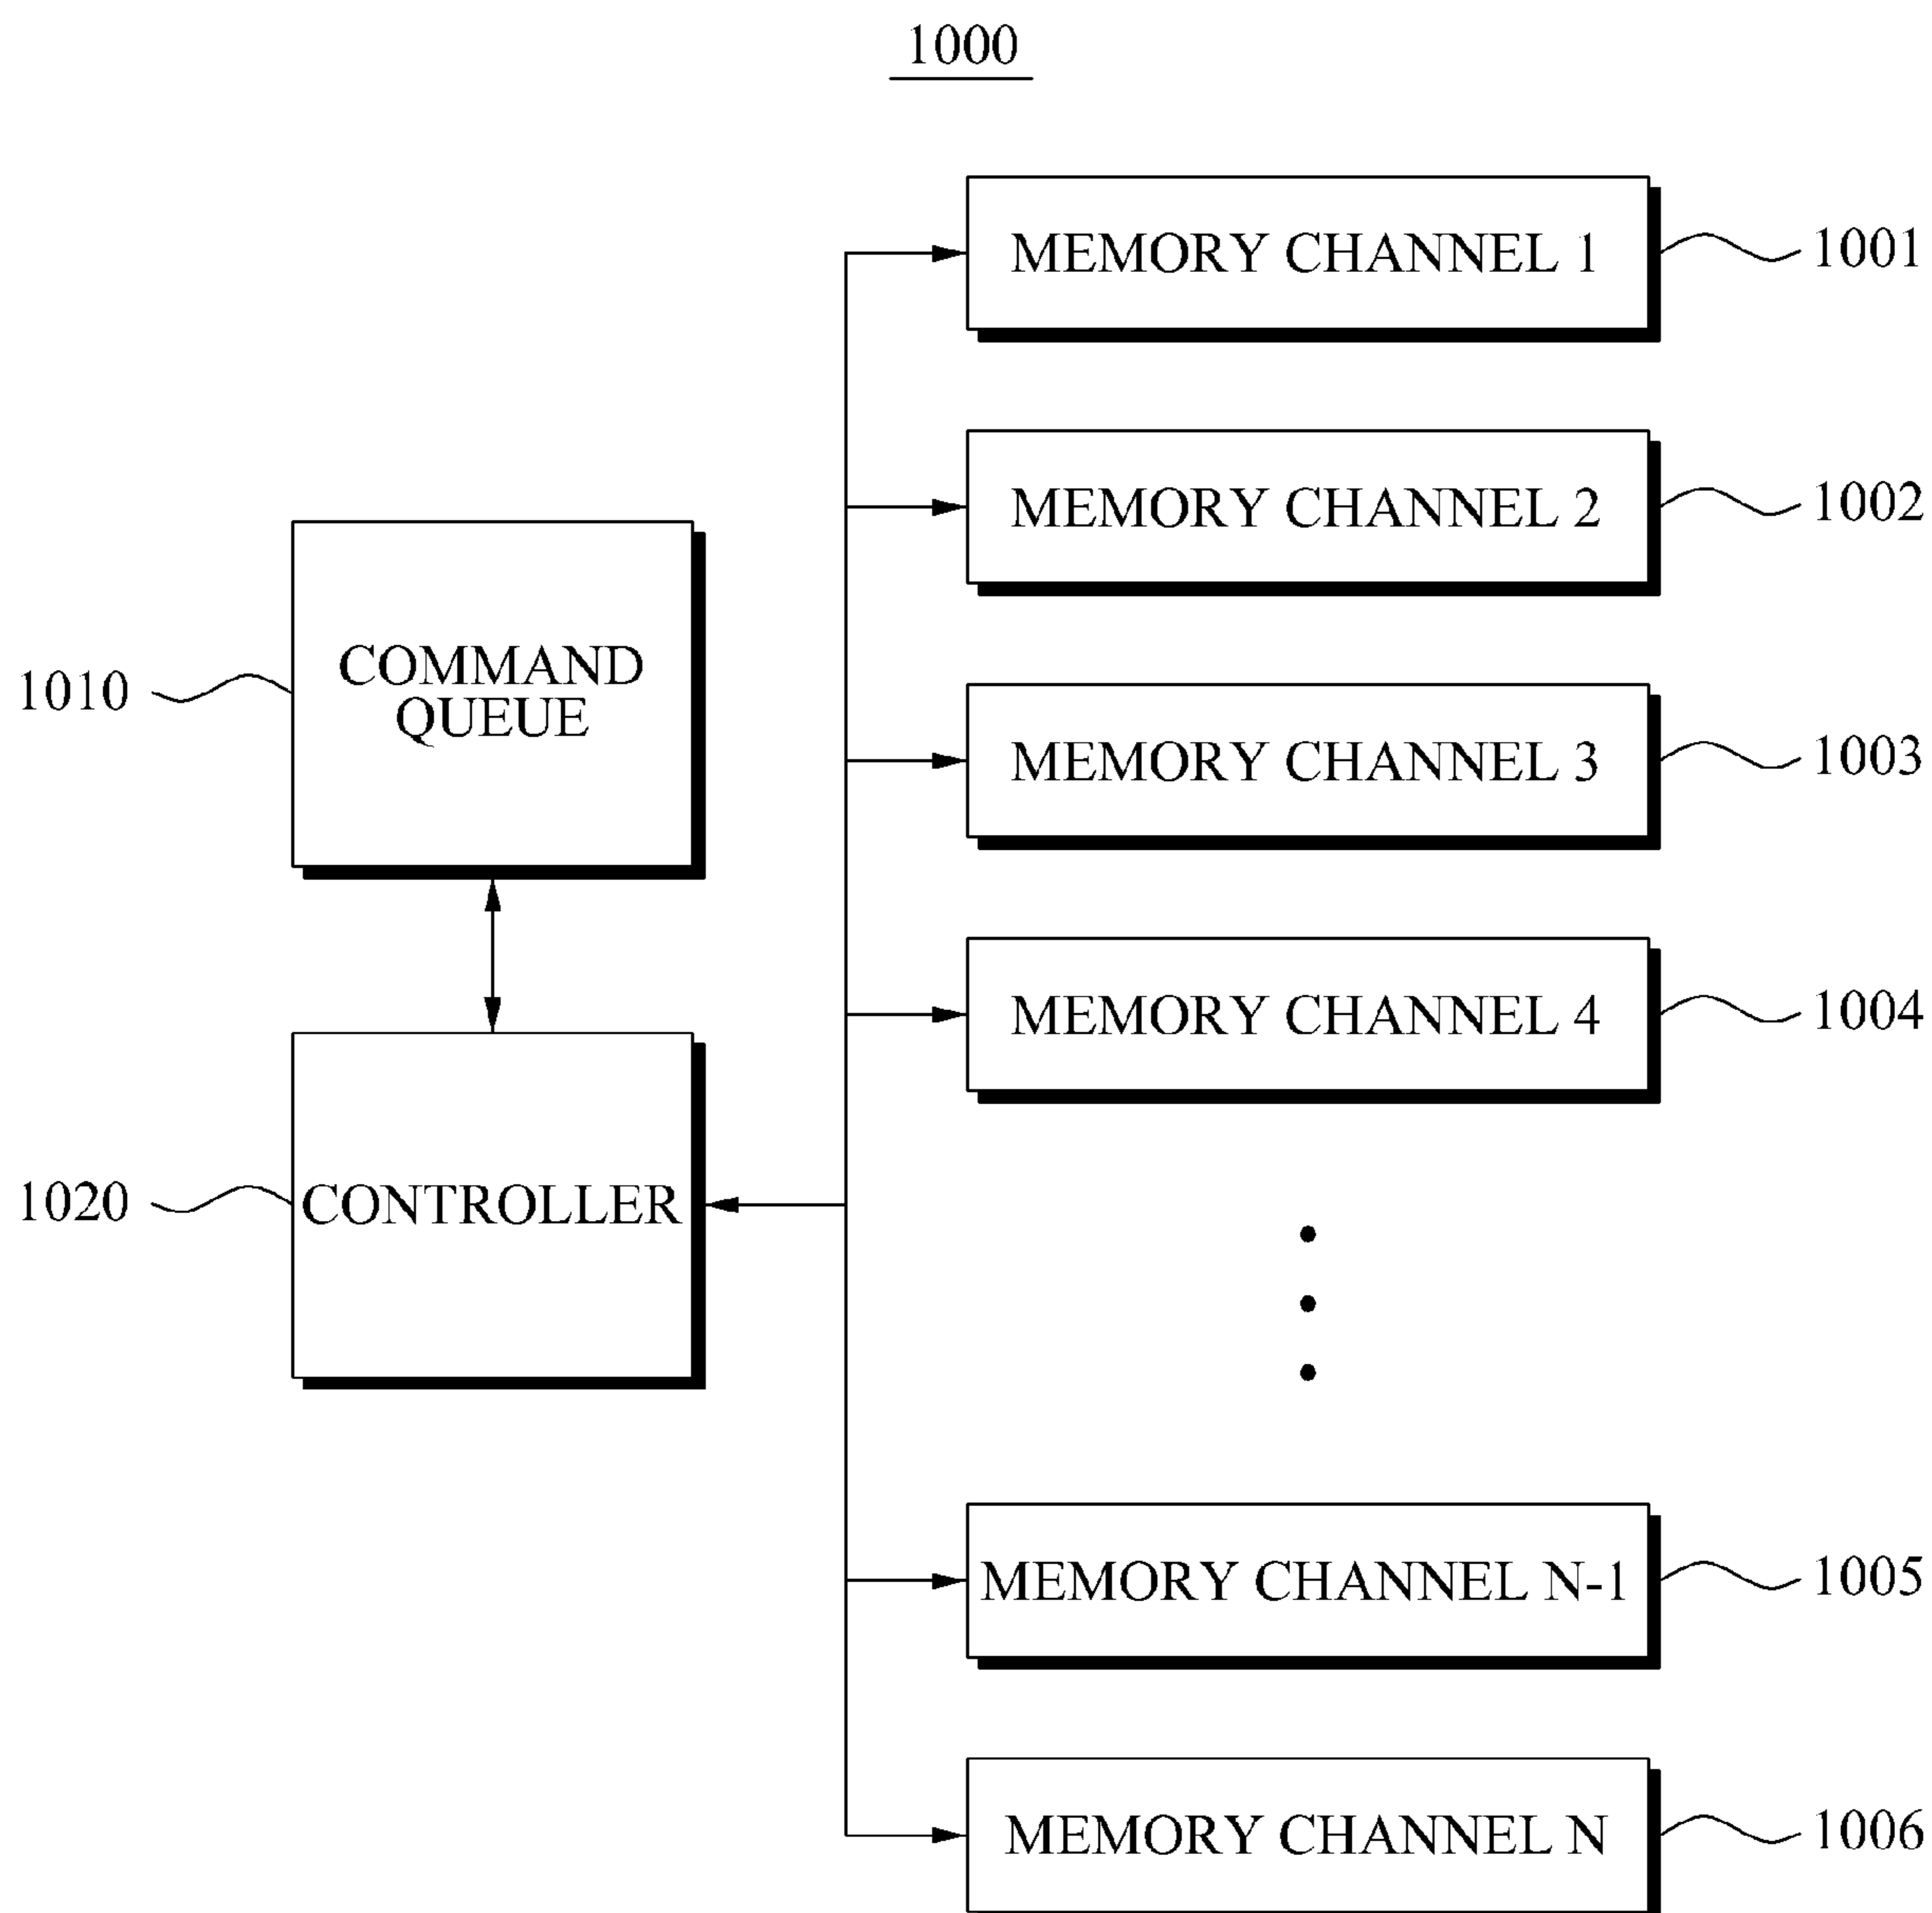 1000
MEMORY CHANNEL 1
1001
MEMORY CHANNEL 2
1002
1010
COMMAND
QUEUE
MEMORY CHANNEL 3
1003
MEMORY CHANNEL 4
1004
1020
CONTROLLER
MEMORY CHANNEL N-1
1005
MEMORY CHANNEL N
1006